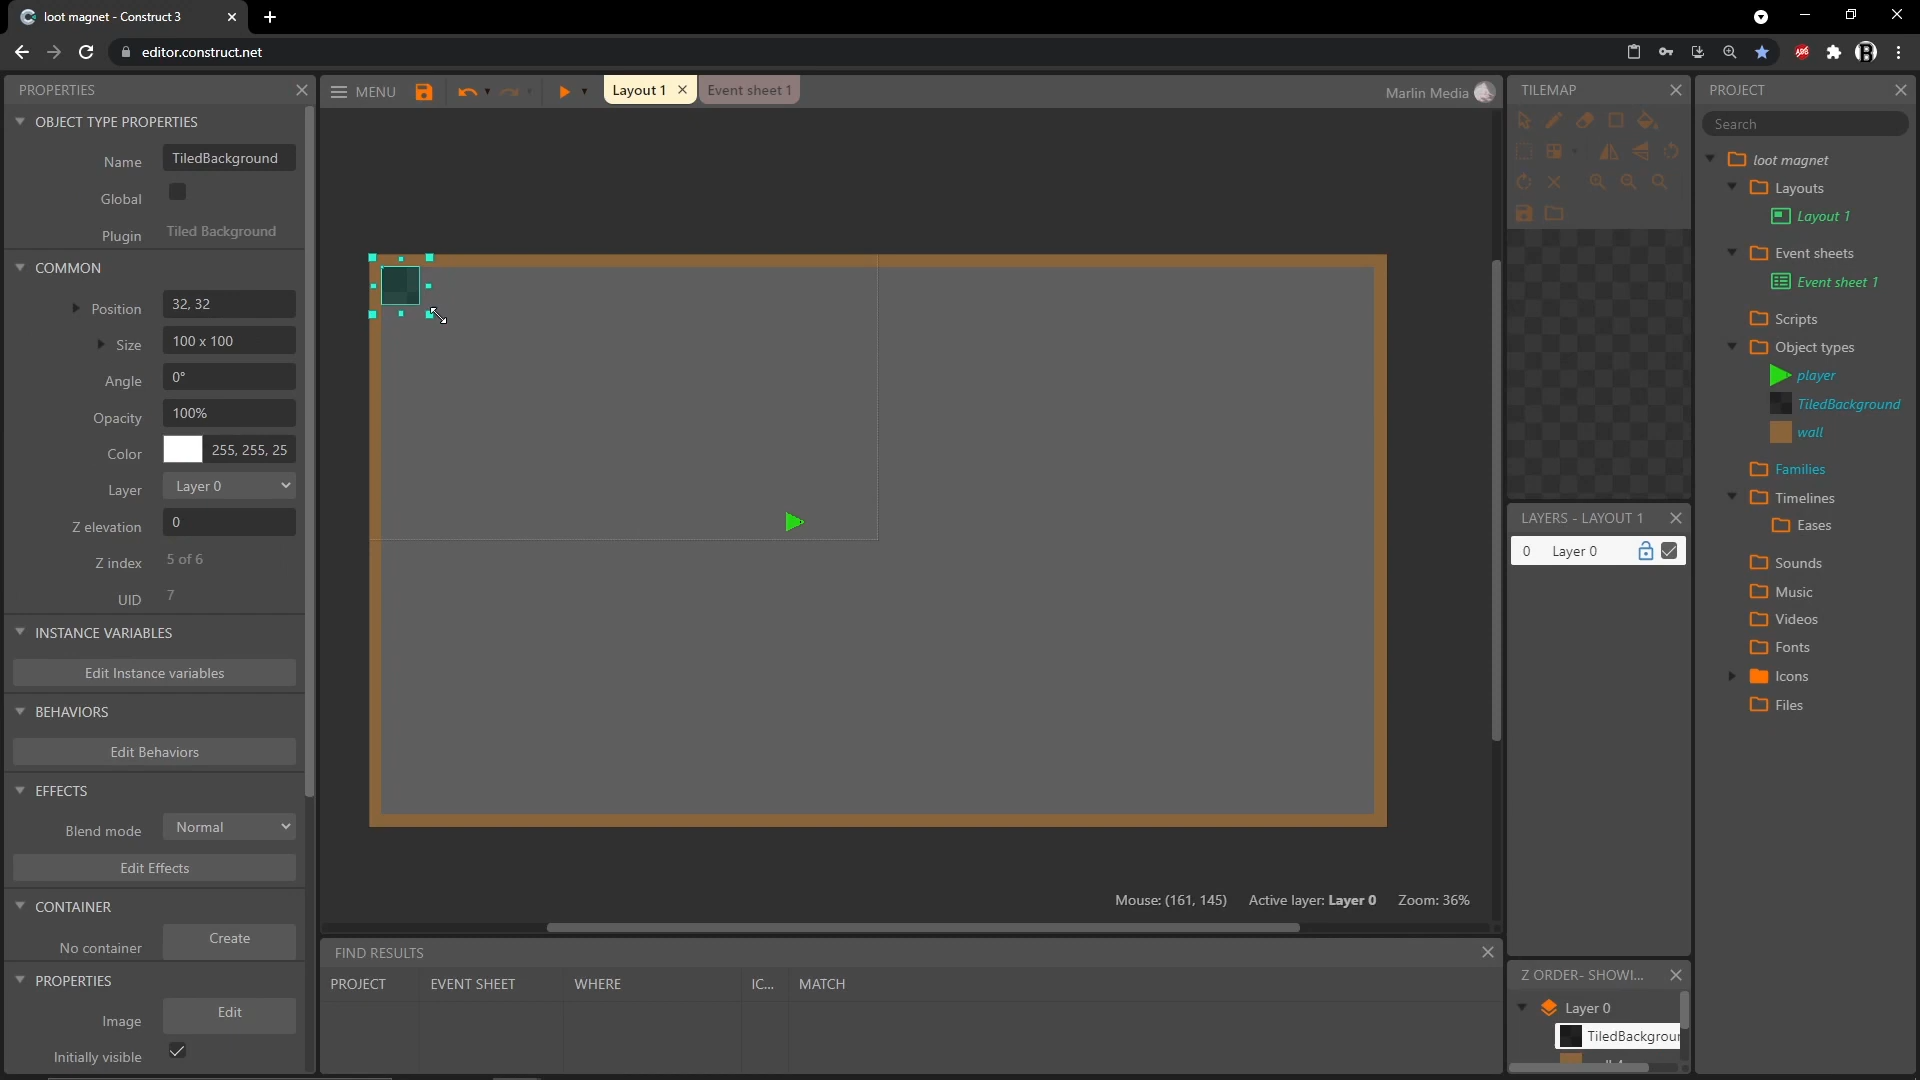 loot magnet - Construct 3
editor.construct.net
PROPERTIES
OBJECT TYPE PROPERTIES
Name TiledBackground
Global
Plugin Tiled Background
COMMON
Position 32, 32
Size 100 x 100
Angle 0°
Opacity 100%
Color 255, 255, 25
Layer Layer 0
Z elevation 0
Z index 5 of 6
UID 7
INSTANCE VARIABLES
Edit Instance variables
BEHAVIORS
Edit Behaviors
EFFECTS
Blend mode Normal
Edit Effects
CONTAINER
No container Create
PROPERTIES
Image Edit
Initially visible
MENU
Layout 1
Event sheet 1
Marlin Media
Mouse: (161, 145) Active layer: Layer 0 Zoom: 36%
FIND RESULTS
PROJECT EVENT SHEET WHERE IC... MATCH
TILEMAP
LAYERS - LAYOUT 1
0 Layer 0
Z ORDER- SHOWI...
Layer 0
TiledBackgroun
PROJECT
Search
loot magnet
Layouts
Layout 1
Event sheets
Event sheet 1
Scripts
Object types
player
TiledBackground
wall
Families
Timelines
Eases
Sounds
Music
Videos
Fonts
Icons
Files